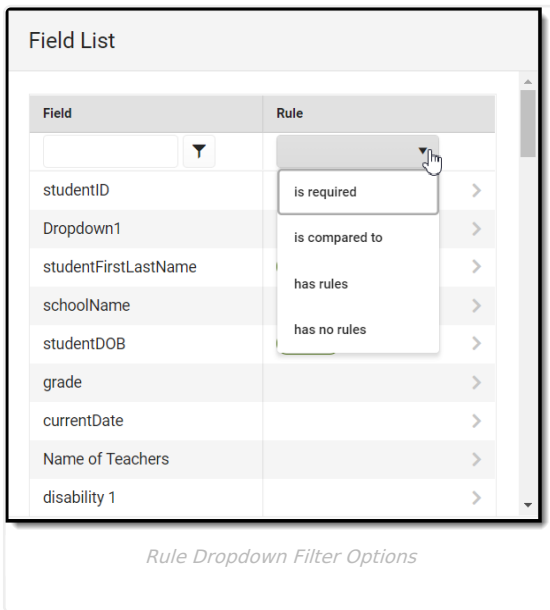 Field List
Field Rule
studentID
is required
Dropdown1
is compared to
studentFirstLastName
has rules
schoolName
has no rules
studentDOB
grade
currentDate
Name of Teachers
disability 1
Rule Dropdown Filter Options